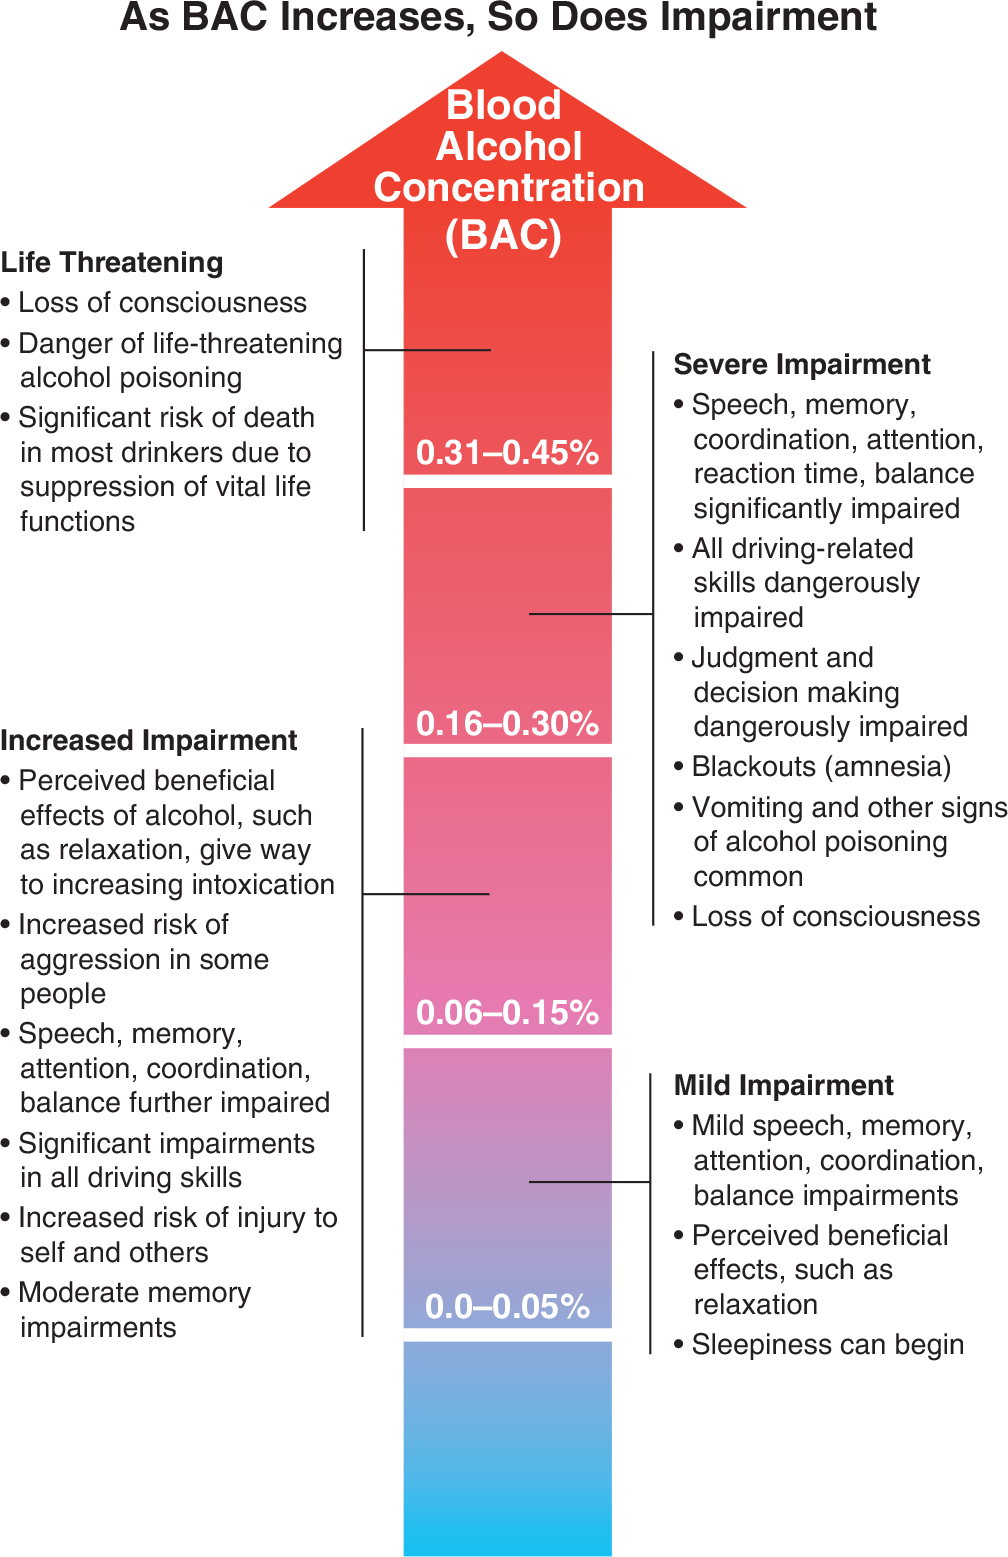 As BAC Increases, So Does Impairment
Blood
Alcohol
Concentration
(BAC)
Life Threatening
• Loss of consciousness
• Danger of life-threatening
alcohol poisoning
• Significant risk of death
in most drinkers due to
suppression of vital life
functions
0.31–0.45%
Severe Impairment
• Speech, memory,
coordination, attention,
reaction time, balance
significantly impaired
• All driving-related
skills dangerously
impaired
• Judgment and
decision making
dangerously impaired
• Blackouts (amnesia)
• Vomiting and other signs
of alcohol poisoning
common
• Loss of consciousness
0.16–0.30%
Increased Impairment
• Perceived beneficial
effects of alcohol, such
as relaxation, give way
to increasing intoxication
• Increased risk of
aggression in some
people
• Speech, memory,
attention, coordination,
balance further impaired
• Significant impairments
in all driving skills
• Increased risk of injury to
self and others
• Moderate memory
impairments
0.06–0.15%
Mild Impairment
• Mild speech, memory,
attention, coordination,
balance impairments
• Perceived beneficial
effects, such as
relaxation
• Sleepiness can begin
0.0–0.05%